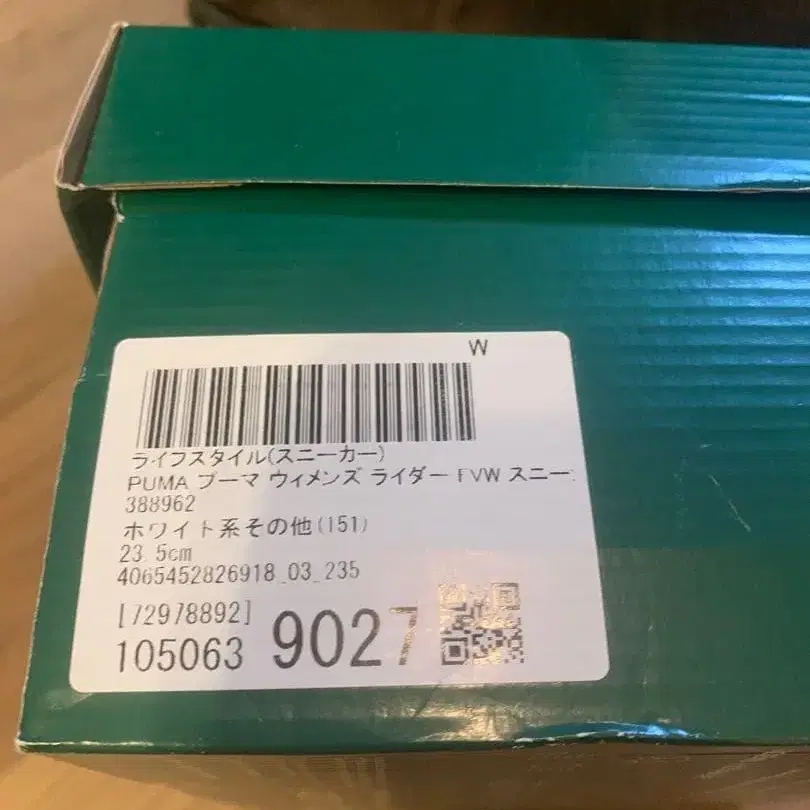 W
ライフスタイル(スニーカー)
PUMA プーマ ウィメンズ ライダー FVW スニー
388962
ホワイト系その他(151)
23.5cm
4065452826918_03_235
[72978892]
105063 9027